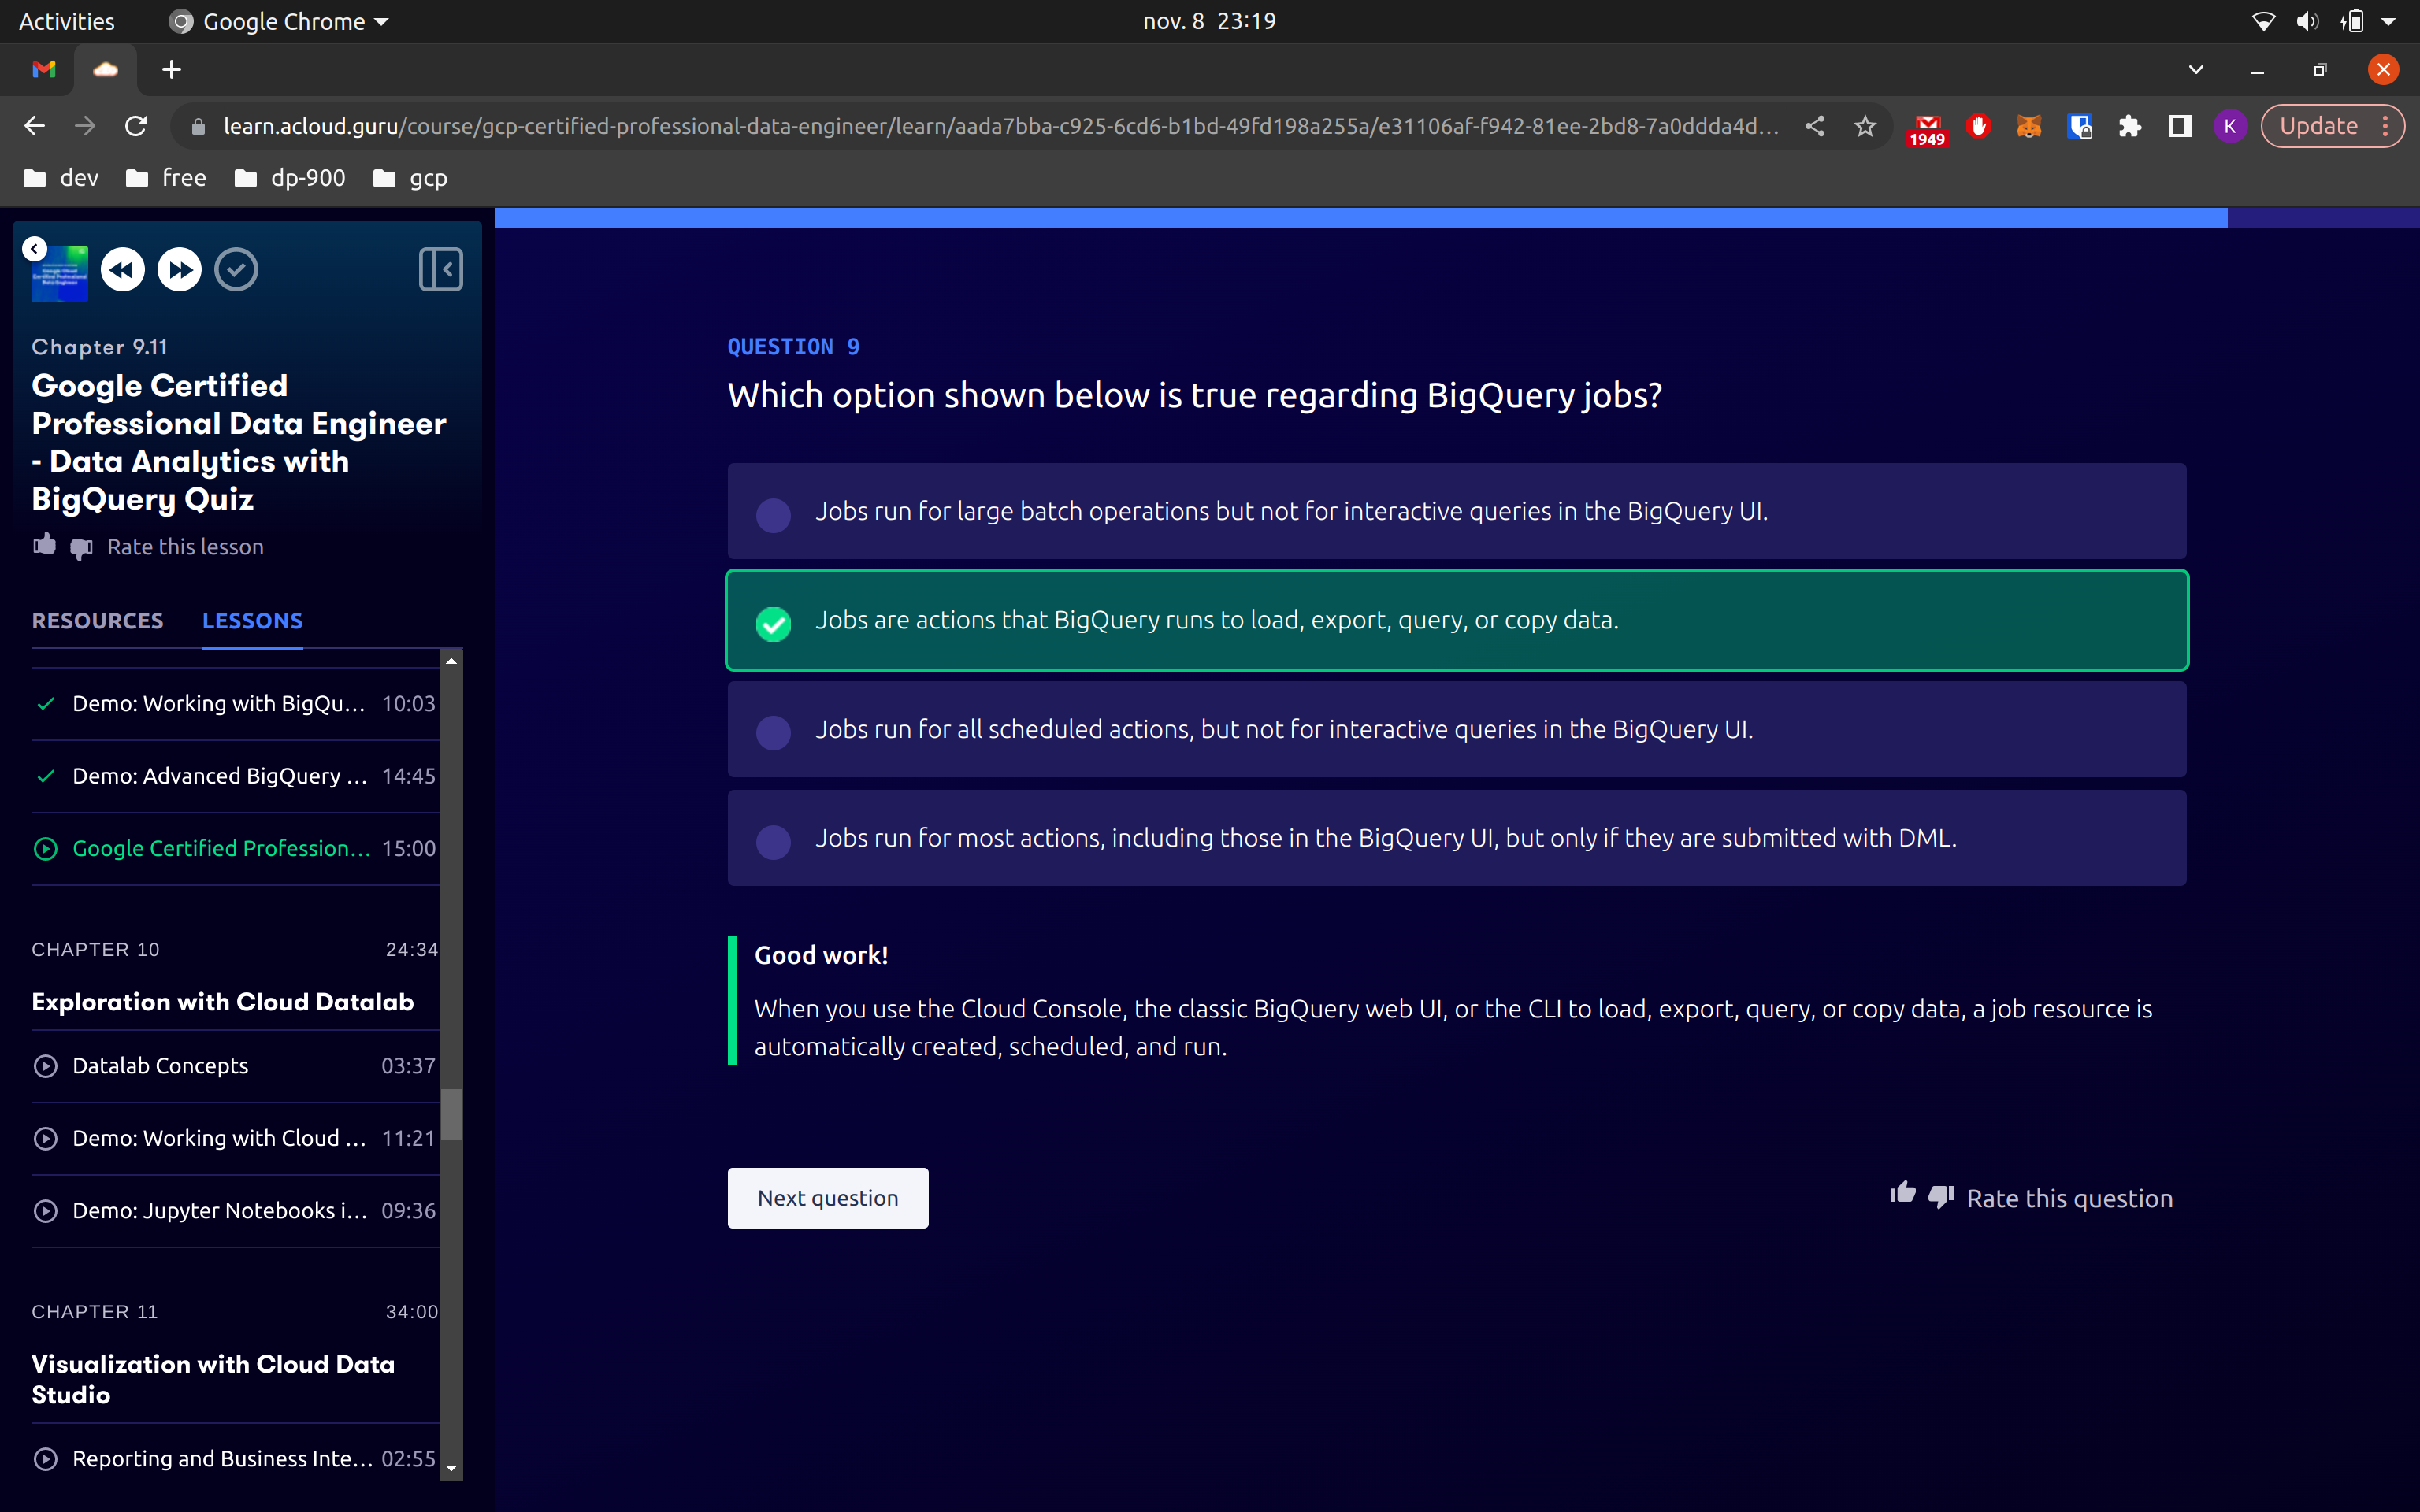 Activities
Google Chrome
nov. 8 23:19
learn.acloud.guru/course/gcp-certified-professional-data-engineer/learn/aada7bba-c925-6cd6-b1bd-49fd198a255a/e31106af-f942-81ee-2bd8-7a0ddda4d...
1949
K
Update
dev
free
dp-900
gcp
Chapter 9.11
Google Certified
Professional Data Engineer
- Data Analytics with
BigQuery Quiz
Rate this lesson
RESOURCES
LESSONS
Demo: Working with BigQu... 10:03
Demo: Advanced BigQuery ... 14:45
Google Certified Profession... 15:00
CHAPTER 10 24:34
Exploration with Cloud Datalab
Datalab Concepts 03:37
Demo: Working with Cloud ... 11:21
Demo: Jupyter Notebooks i... 09:36
CHAPTER 11 34:00
Visualization with Cloud Data
Studio
Reporting and Business Inte... 02:55
QUESTION 9
Which option shown below is true regarding BigQuery jobs?
Jobs run for large batch operations but not for interactive queries in the BigQuery UI.
Jobs are actions that BigQuery runs to load, export, query, or copy data.
Jobs run for all scheduled actions, but not for interactive queries in the BigQuery UI.
Jobs run for most actions, including those in the BigQuery UI, but only if they are submitted with DML.
Good work!
When you use the Cloud Console, the classic BigQuery web UI, or the CLI to load, export, query, or copy data, a job resource is
automatically created, scheduled, and run.
Next question
Rate this question